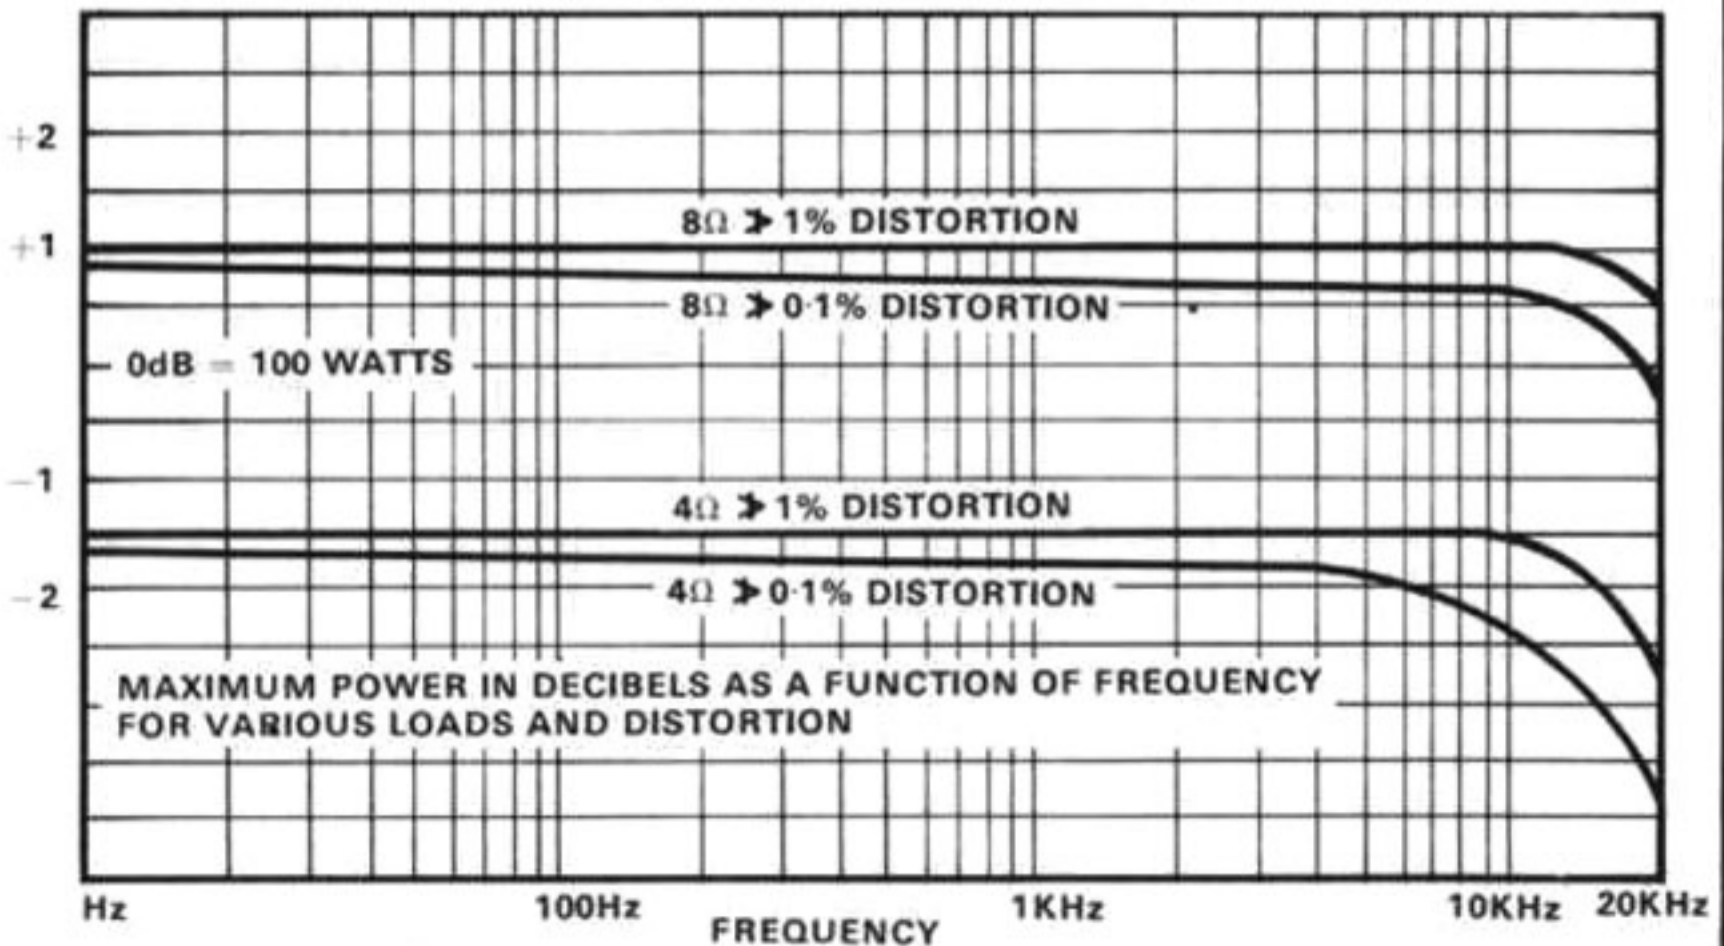 +2
8Ω ≯ 1% DISTORTION
+1
8Ω ≯ 0·1% DISTORTION
0dB = 100 WATTS
−1
4Ω ≯ 1% DISTORTION
4Ω ≯ 0·1% DISTORTION
−2
MAXIMUM POWER IN DECIBELS AS A FUNCTION OF FREQUENCY
FOR VARIOUS LOADS AND DISTORTION
Hz 100Hz 1KHz 10KHz 20KHz
FREQUENCY